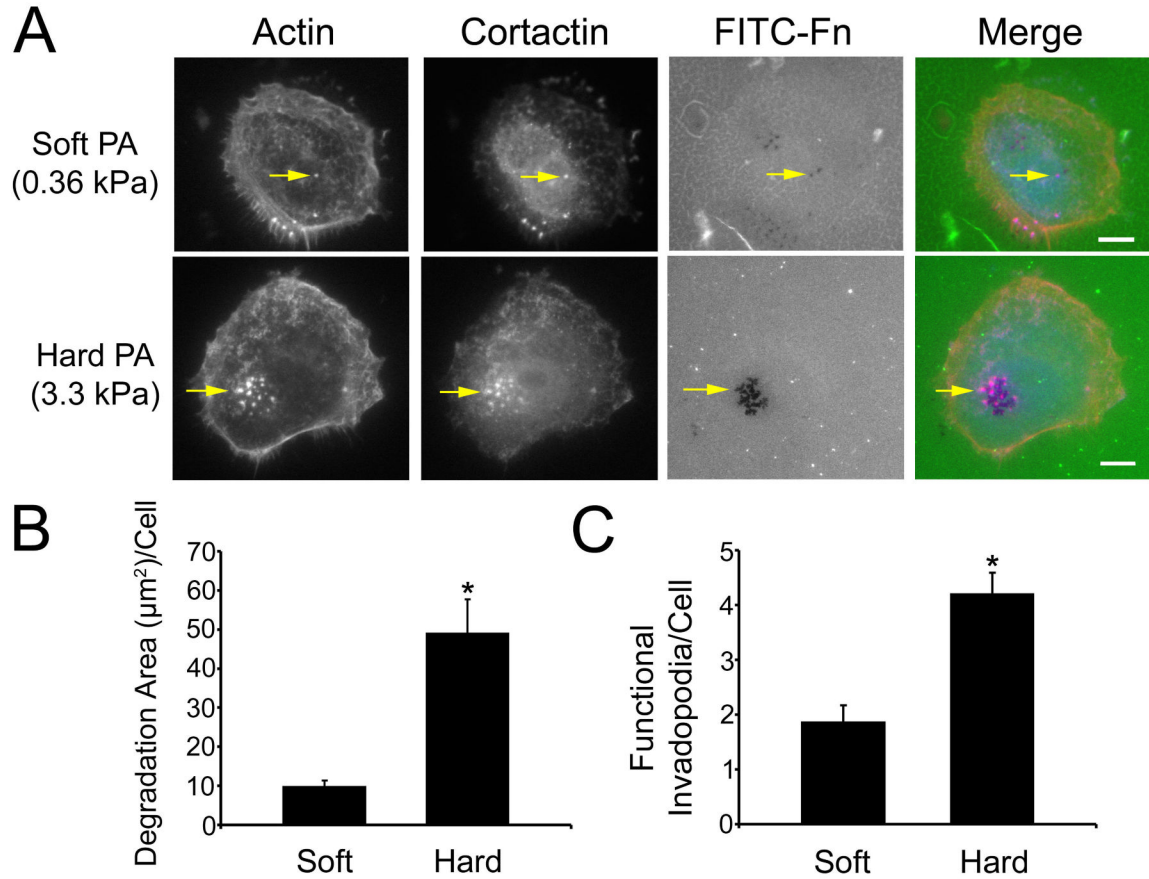 A
Actin Cortactin FITC-Fn Merge
Soft PA
(0.36 kPa)
Hard PA
(3.3 kPa)
B
Degradation Area (μm²)/Cell
70
60
50
40
30
20
10
0
Soft Hard
*
C
Functional
Invadopodia/Cell
5
4
3
2
1
0
Soft Hard
*